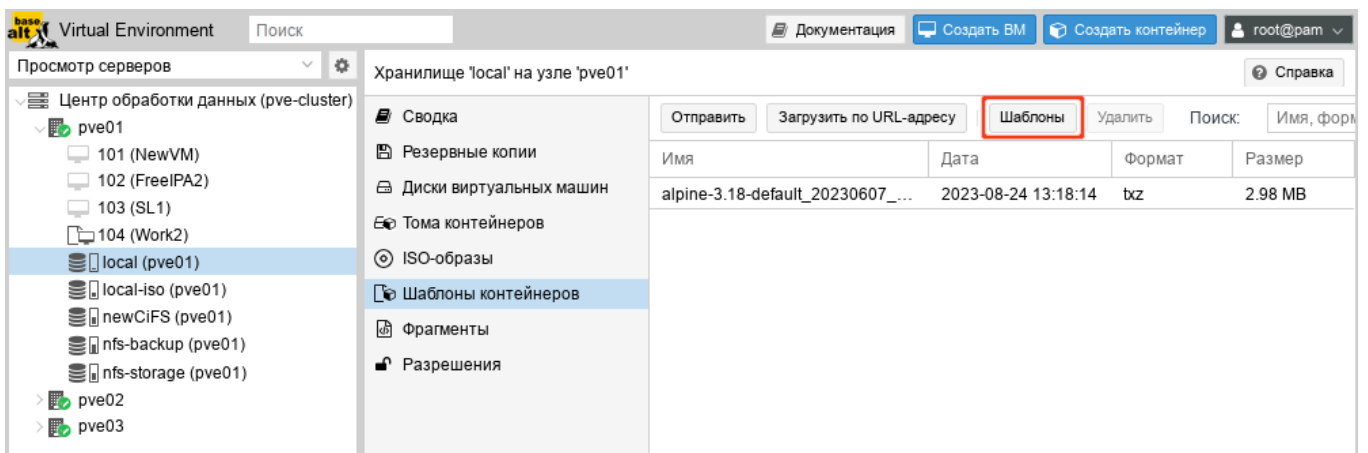 base alt Virtual Environment Поиск Документация Создать ВМ Создать контейнер root@pam
Просмотр серверов
Хранилище 'local' на узле 'pve01' Справка
Центр обработки данных (pve-cluster)
pve01
101 (NewVM)
102 (FreeIPA2)
103 (SL1)
104 (Work2)
local (pve01)
local-iso (pve01)
newCiFS (pve01)
nfs-backup (pve01)
nfs-storage (pve01)
pve02
pve03
Сводка
Резервные копии
Диски виртуальных машин
Тома контейнеров
ISO-образы
Шаблоны контейнеров
Фрагменты
Разрешения
Отправить Загрузить по URL-адресу Шаблоны Удалить Поиск: Имя, форм
Имя Дата Формат Размер
alpine-3.18-default_20230607_... 2023-08-24 13:18:14 txz 2.98 MB